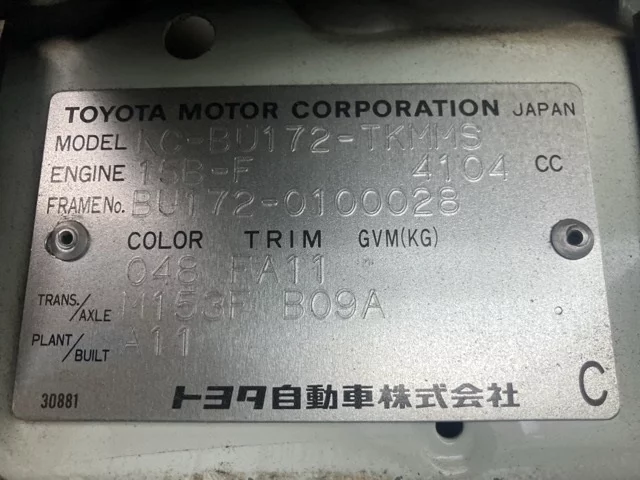 TOYOTA MOTOR CORPORATION JAPAN
MODEL KC-BU172-TKMMS
ENGINE 15B-F 4104 CC
FRAME No. BU172-0100028
COLOR TRIM GVM(KG)
048 FA11
TRANS./AXLE M153F B09A
PLANT/BUILT A11
30881 トヨタ自動車株式会社 C